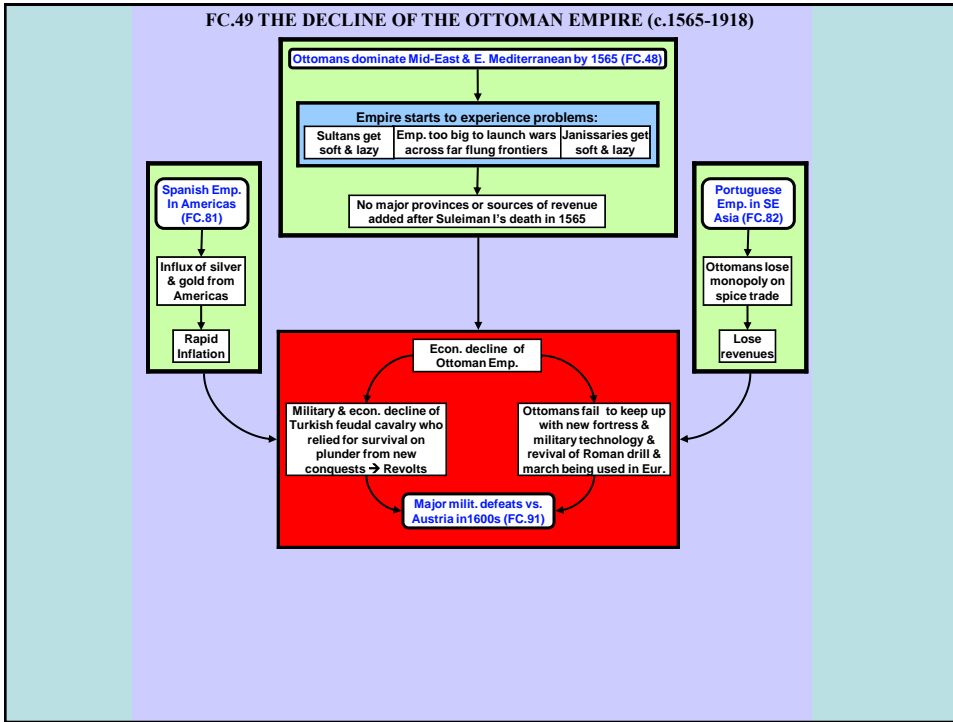 FC.49 THE DECLINE OF THE OTTOMAN EMPIRE (c.1565-1918)
Ottomans dominate Mid-East & E. Mediterranean by 1565 (FC.48)
Empire starts to experience problems:
Sultans get
soft & lazy
Emp. too big to launch wars
across far flung frontiers
Janissaries get
soft & lazy
No major provinces or sources of revenue
added after Suleiman I's death in 1565
Spanish Emp.
In Americas
(FC.81)
Influx of silver
& gold from
Americas
Rapid
Inflation
Portuguese
Emp. in SE
Asia (FC.82)
Ottomans lose
monopoly on
spice trade
Lose
revenues
Econ. decline of
Ottoman Emp.
Military & econ. decline of
Turkish feudal cavalry who
relied for survival on
plunder from new
conquests → Revolts
Ottomans fail to keep up
with new fortress &
military technology &
revival of Roman drill &
march being used in Eur.
Major milit. defeats vs.
Austria in1600s (FC.91)